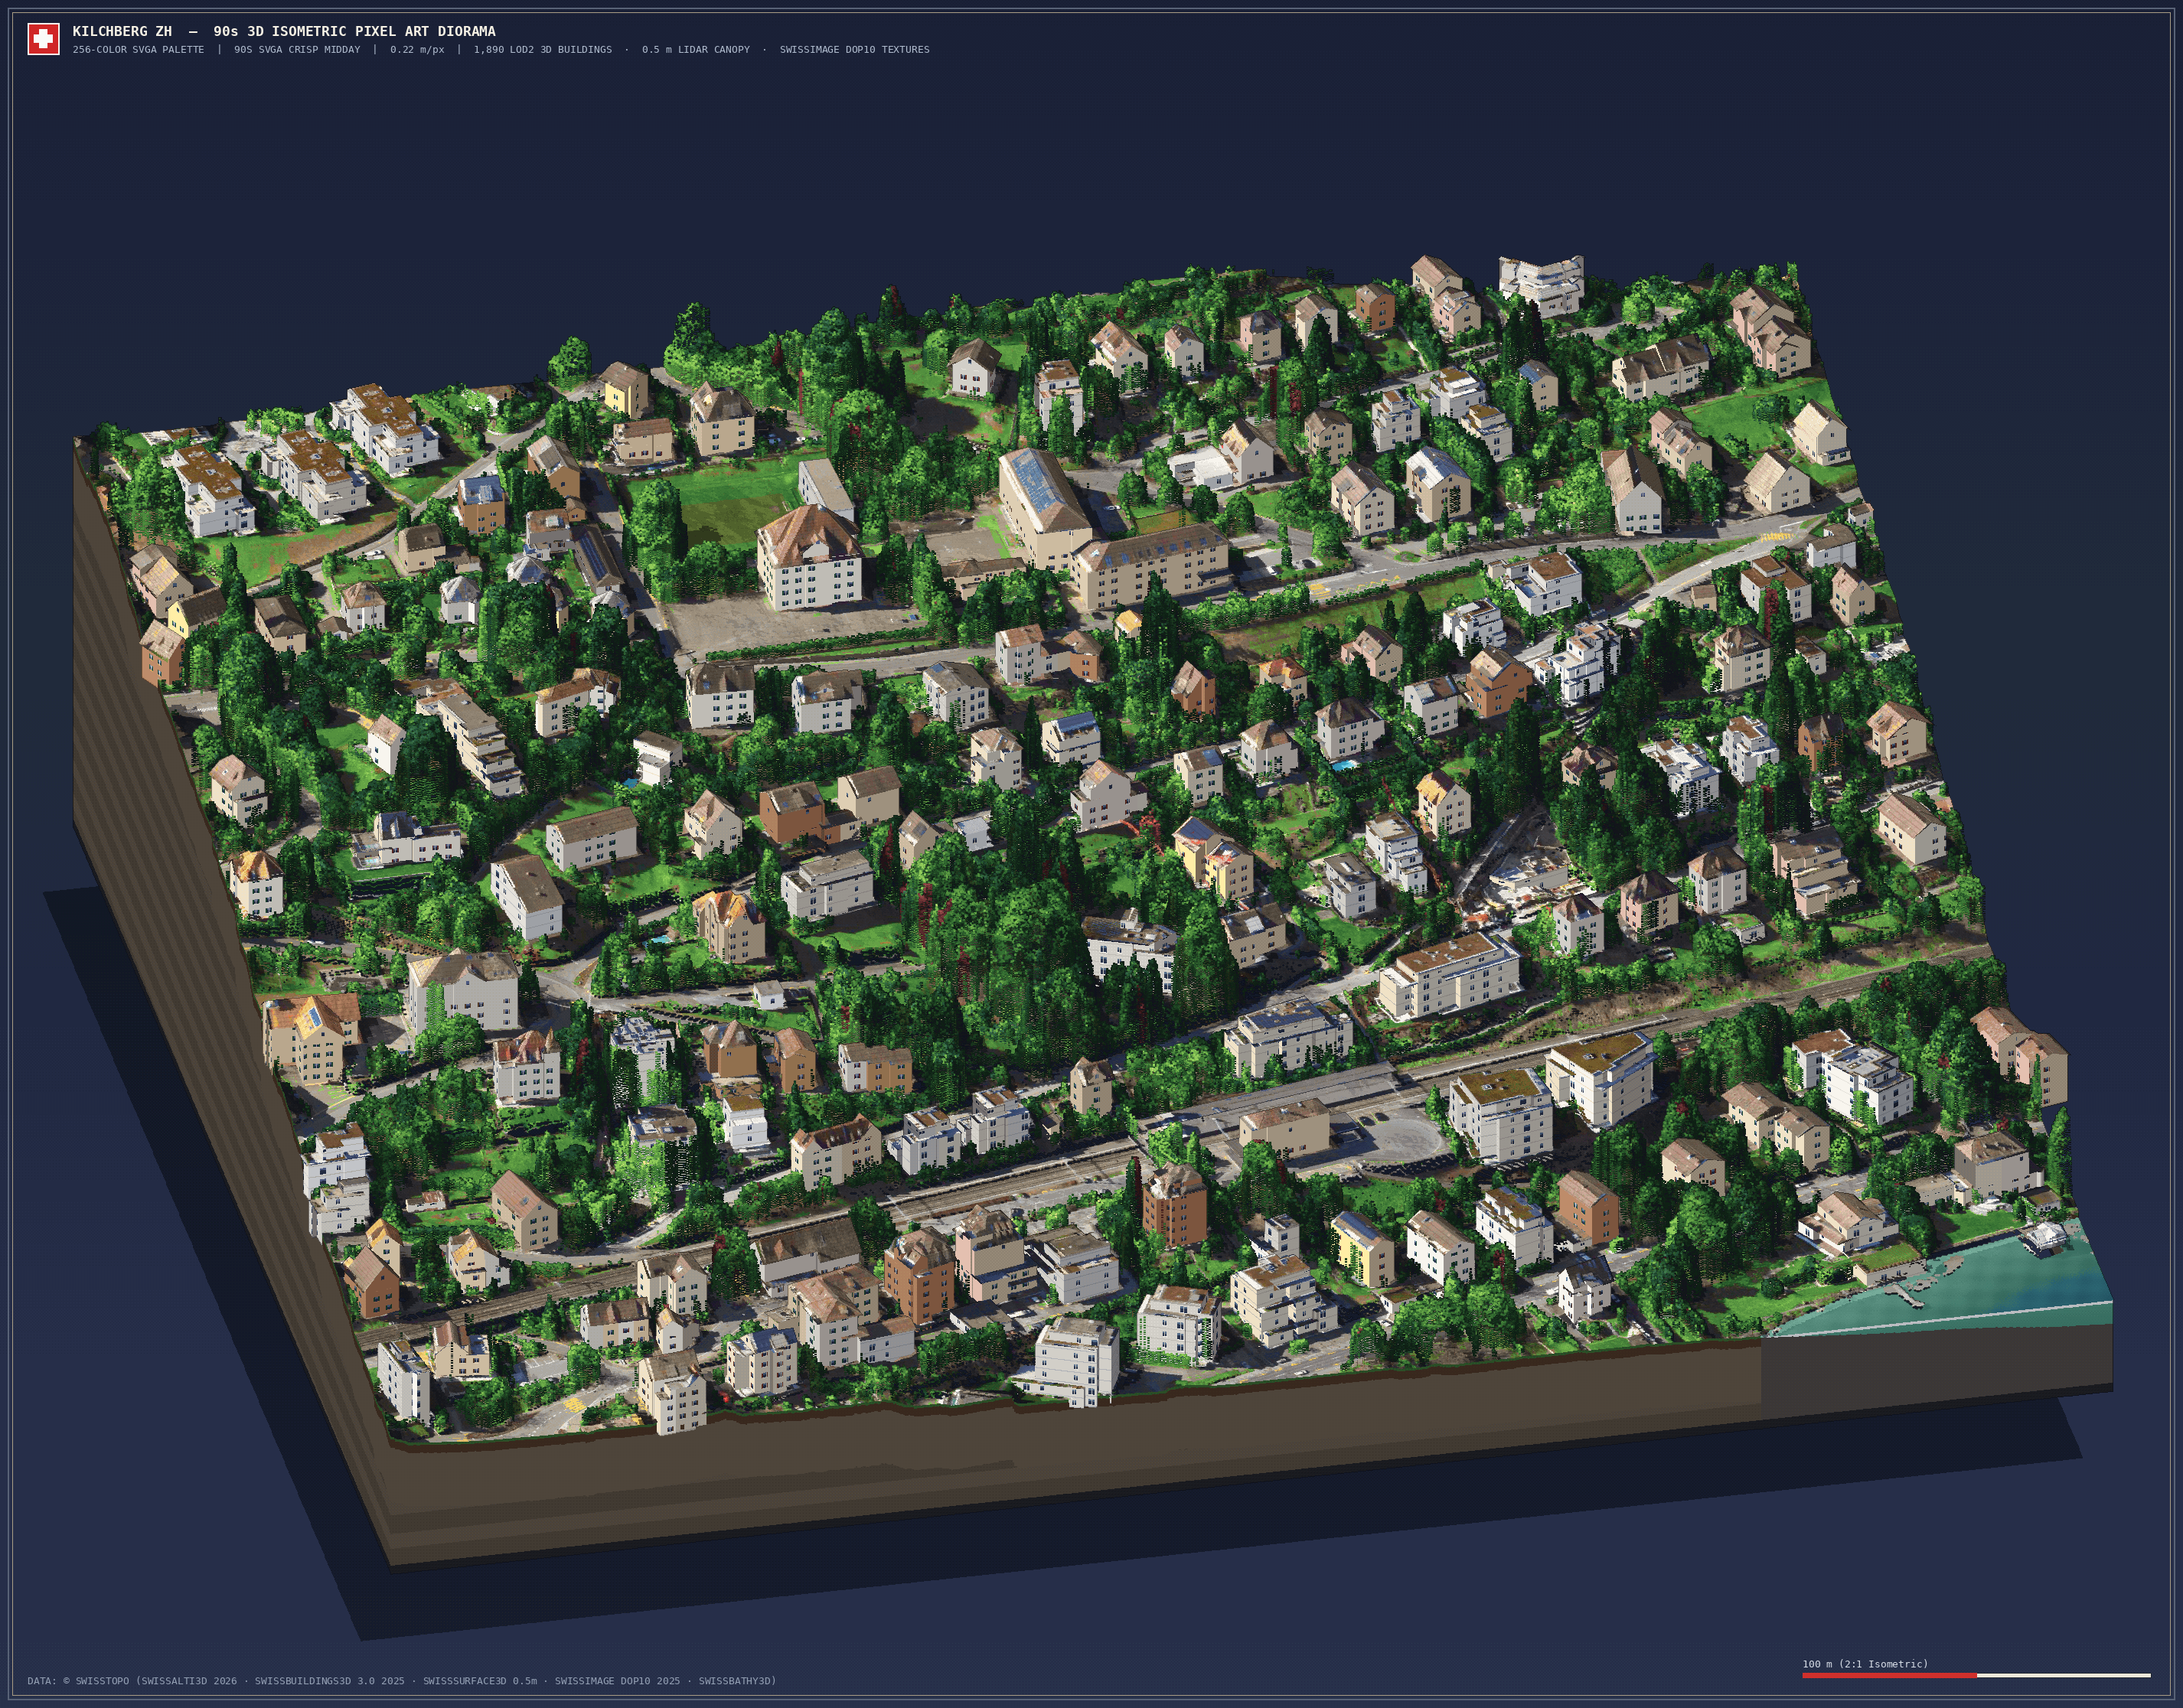 KILCHBERG ZH — 90s 3D ISOMETRIC PIXEL ART DIORAMA
256-COLOR SVGA PALETTE | 90S SVGA CRISP MIDDAY | 0.22 m/px | 1,890 LOD2 3D BUILDINGS · 0.5 m LIDAR CANOPY · SWISSIMAGE DOP10 TEXTURES
100 m (2:1 Isometric)
DATA: © SWISSTOPO (SWISSALTI3D 2026 · SWISSBUILDINGS3D 3.0 2025 · SWISSSURFACE3D 0.5m · SWISSIMAGE DOP10 2025 · SWISSBATHY3D)